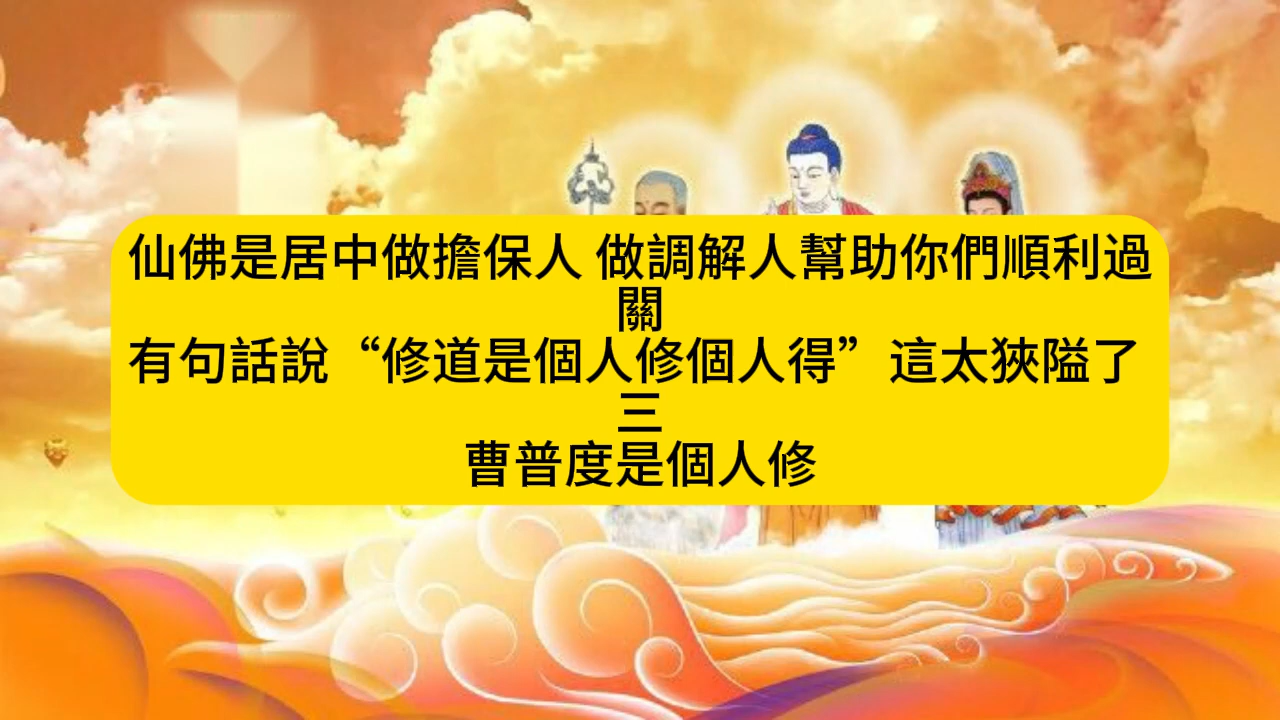 仙佛是居中做擔保人 做調解人幫助你們順利過
關
有句話說“修道是個人修個人得”這太狹隘了
三
曹普度是個人修